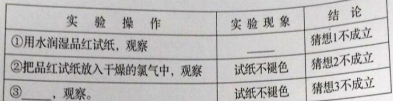 实 验 操 作 实 验 现 象 结 论
①用水润湿品红试纸，观察 ____ 猜想1不成立
②把品红试纸放入干燥的氯气中，观察 试纸不褪色 猜想2不成立
③____，观察。 试纸不褪色 猜想3不成立